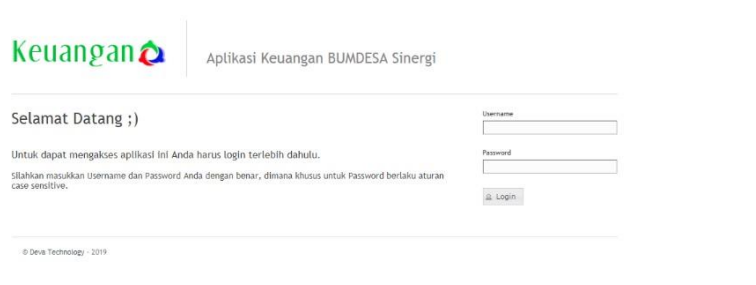 Keuangan
Aplikasi Keuangan BUMDESA Sinergi
Selamat Datang ;)
Untuk dapat mengakses aplikasi ini Anda harus login terlebih dahulu.
Silahkan masukkan Username dan Password Anda dengan benar, dimana khusus untuk Password berlaku aturan
case sensitive.
Username
Password
Login
© Deva Technology - 2019